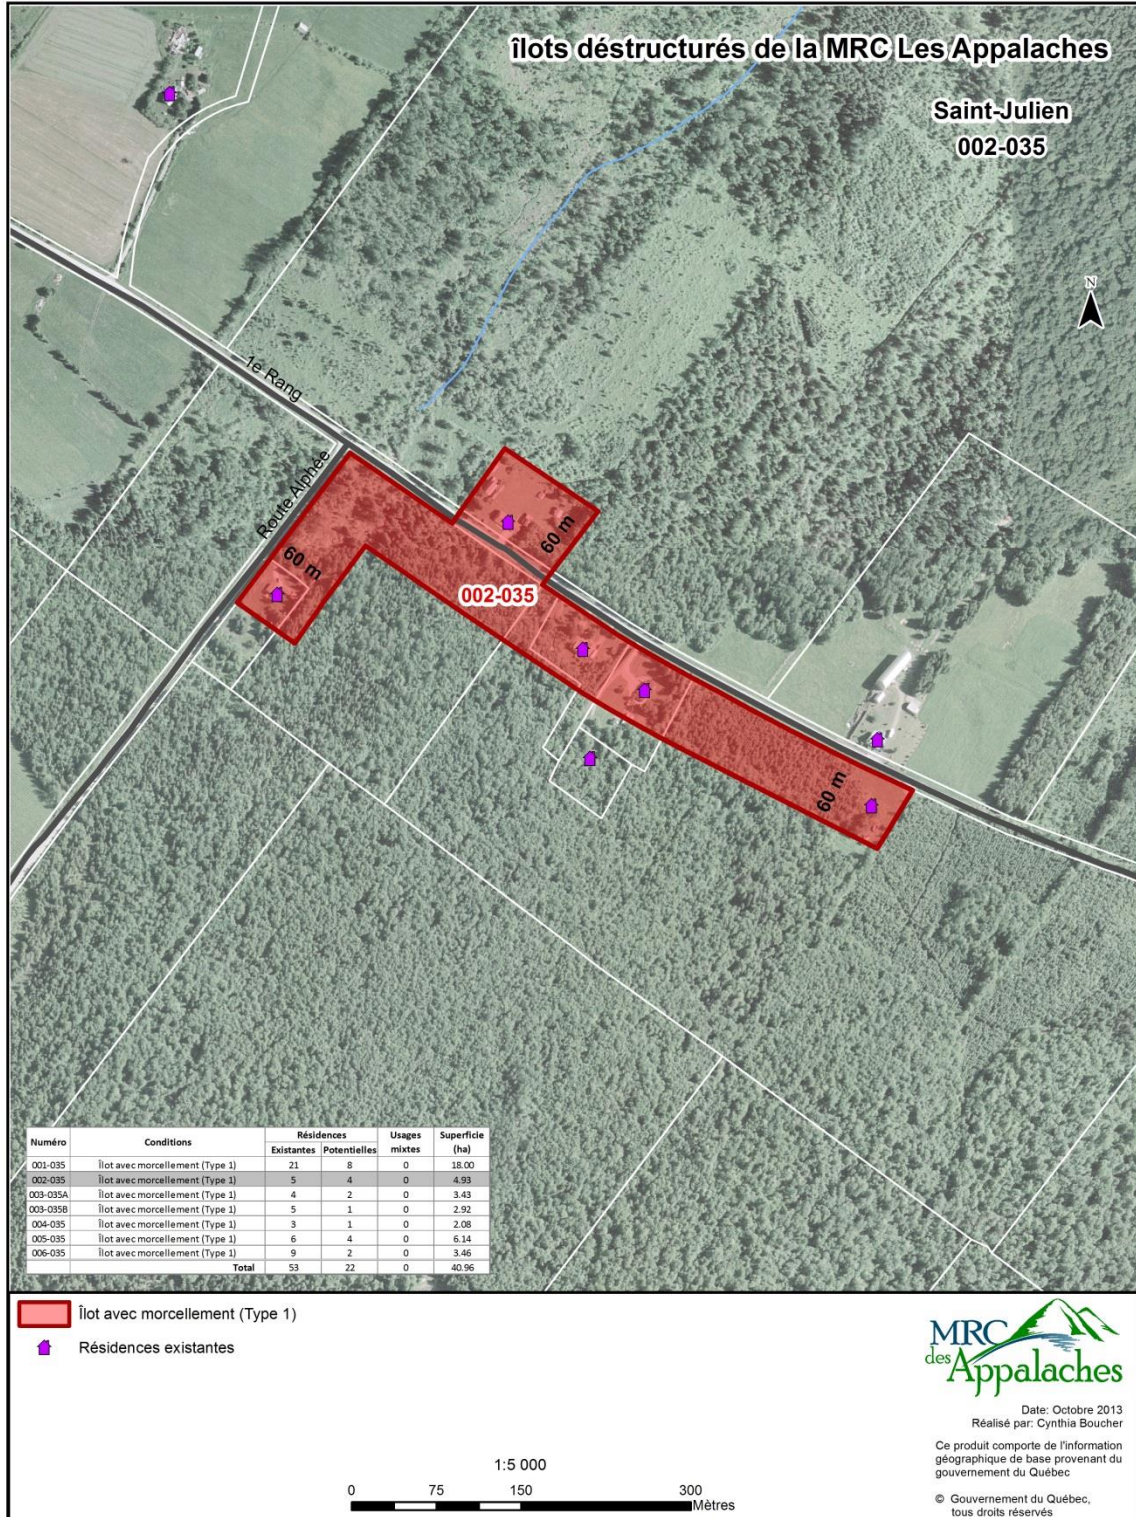 îlots déstructurés de la MRC Les Appalaches
Saint-Julien
002-035
N
1e Rang
Route Alphée
60 m
60 m
002-035
60 m
Numéro Conditions Résidences Usages mixtes Superficie (ha)
Existantes Potentielles
001-035 Îlot avec morcellement (Type 1) 21 8 0 18.00
002-035 Îlot avec morcellement (Type 1) 5 4 0 4.93
003-035A Îlot avec morcellement (Type 1) 4 2 0 3.43
003-035B Îlot avec morcellement (Type 1) 5 1 0 2.92
004-035 Îlot avec morcellement (Type 1) 3 1 0 2.08
005-035 Îlot avec morcellement (Type 1) 6 4 0 6.14
006-035 Îlot avec morcellement (Type 1) 9 2 0 3.46
Total 53 22 0 40.96
Îlot avec morcellement (Type 1)
Résidences existantes
MRC
des Appalaches
Date: Octobre 2013
Réalisé par: Cynthia Boucher
Ce produit comporte de l'information
géographique de base provenant du
gouvernement du Québec
© Gouvernement du Québec,
tous droits réservés
1:5 000
0 75 150 300
Mètres